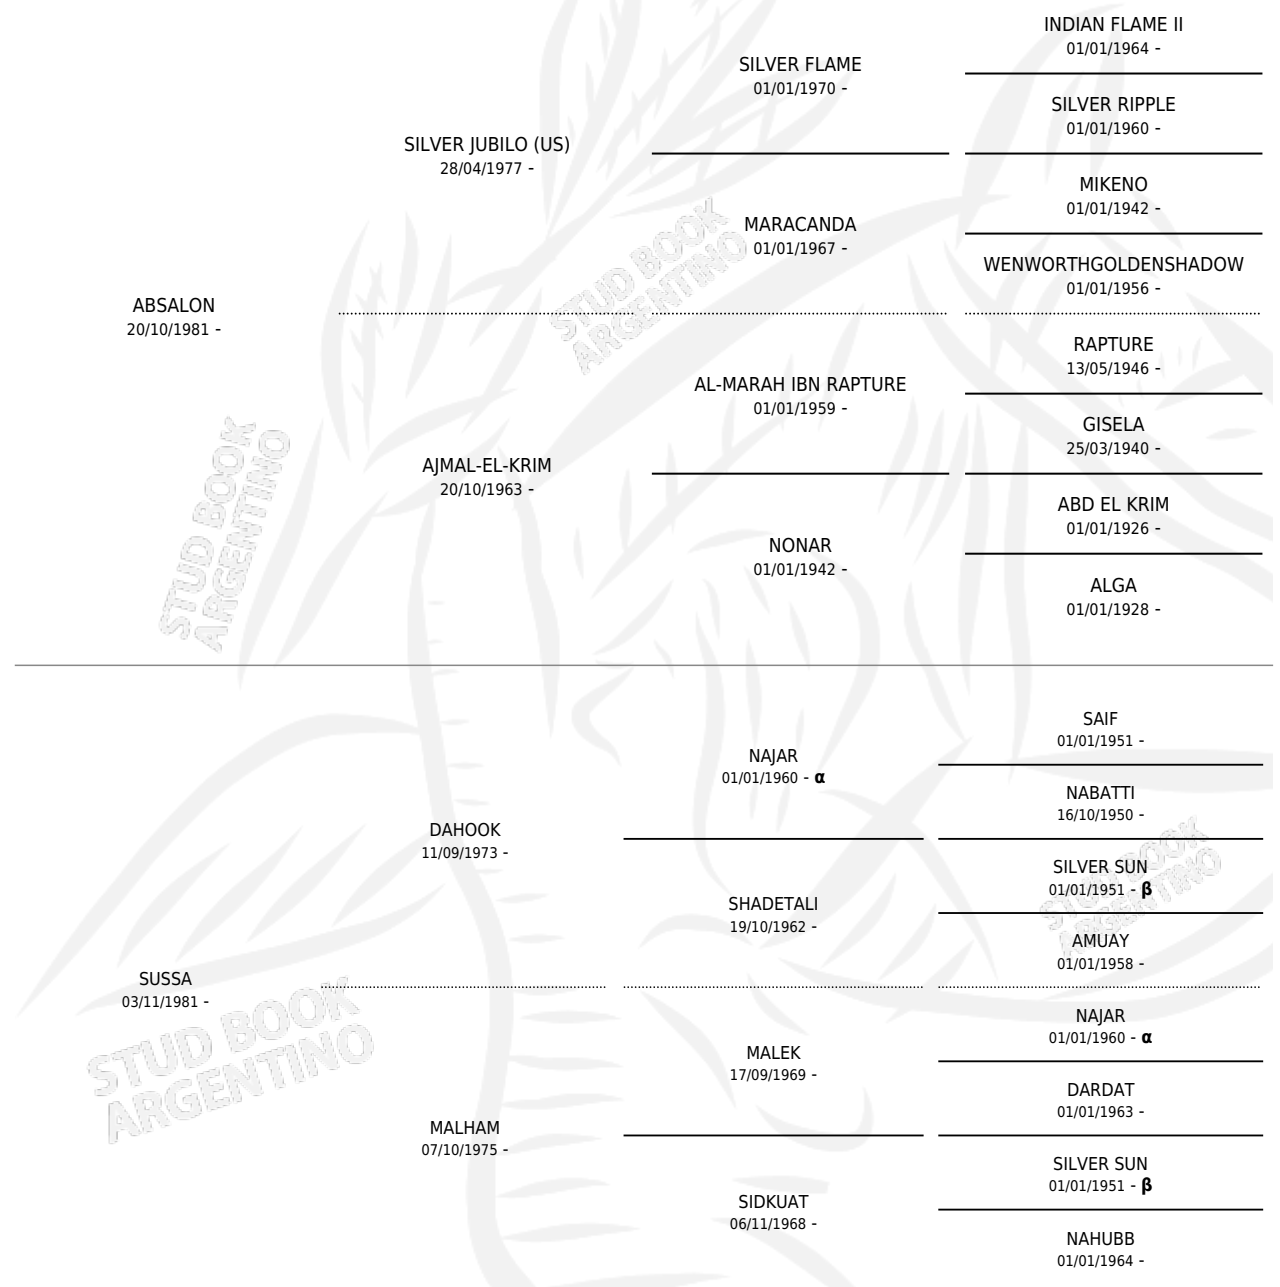 INDIAN FLAME II
01/01/1964 -
SILVER FLAME
01/01/1970 -
SILVER RIPPLE
01/01/1960 -
SILVER JUBILO (US)
28/04/1977 -
MIKENO
01/01/1942 -
MARACANDA
01/01/1967 -
WENWORTHGOLDENSHADOW
01/01/1956 -
STUD BOOK
ARGENTINO
ABSALON
20/10/1981 -
RAPTURE
13/05/1946 -
AL-MARAH IBN RAPTURE
01/01/1959 -
GISELA
25/03/1940 -
AJMAL-EL-KRIM
20/10/1963 -
ABD EL KRIM
01/01/1926 -
NONAR
01/01/1942 -
ALGA
01/01/1928 -
STUD BOOK
ARGENTINO
SAIF
01/01/1951 -
NAJAR
01/01/1960 - α
NABATTI
16/10/1950 -
DAHOOK
11/09/1973 -
SILVER SUN
01/01/1951 - β
SHADETALI
19/10/1962 -
AMUAY
01/01/1958 -
STUD BOOK
ARGENTINO
SUSSA
03/11/1981 -
NAJAR
01/01/1960 - α
MALEK
17/09/1969 -
DARDAT
01/01/1963 -
STUD BOOK
ARGENTINO
MALHAM
07/10/1975 -
SILVER SUN
01/01/1951 - β
SIDKUAT
06/11/1968 -
NAHUBB
01/01/1964 -